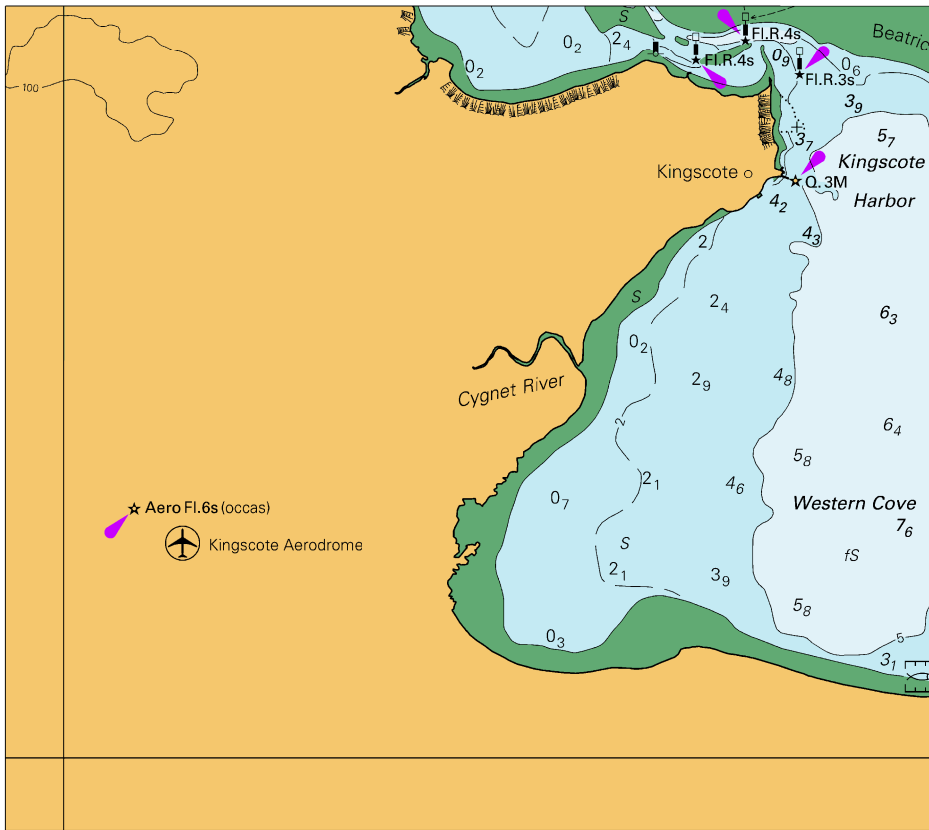 S
Fl.R.4s
Beatric
0₂
2₄
Fl.R.4s
0₉
0₆
0₂
Fl.R.3s
100
3₉
3₇
5₇
Kingscote
Harbor
Kingscote
Q.3M
4₂
4₃
2
S
2₄
6₃
0₂
2₉
4₈
Cygnet River
2
6₄
5₈
2₁
4₆
0₇
Western Cove
7₆
Aero Fl.6s (occas)
Kingscote Aerodrome
S
fS
2₁
3₉
5₈
0₃
5
3₁